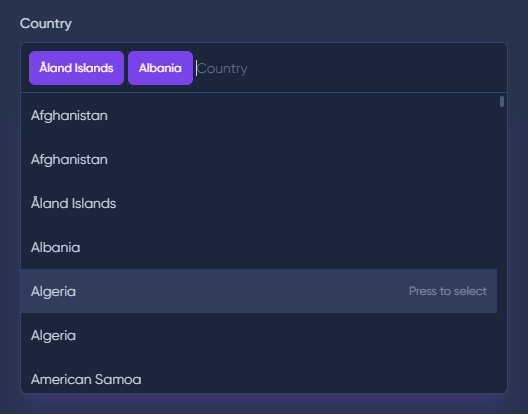 Country
Åland Islands Albania Country
Afghanistan
Afghanistan
Åland Islands
Albania
Algeria Press to select
Algeria
American Samoa